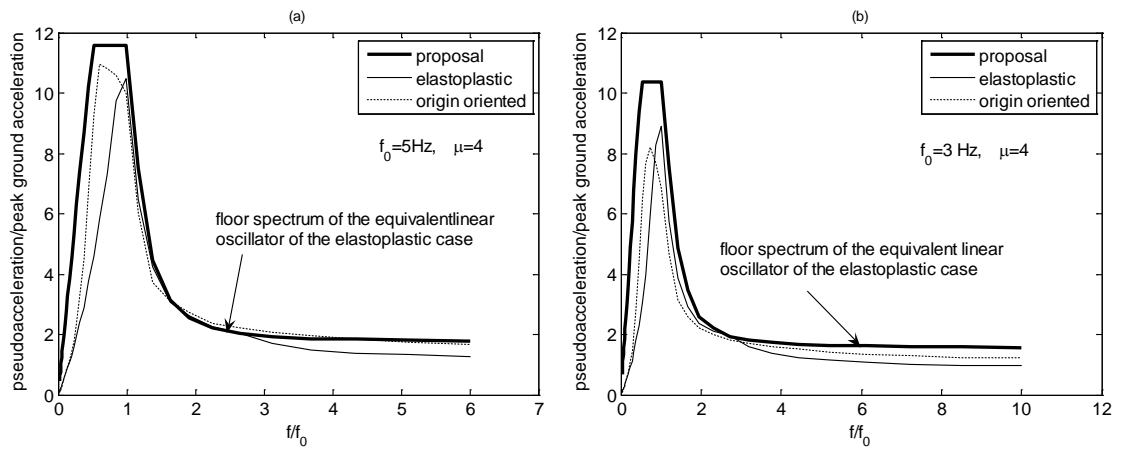 (a)
pseudoacceleration/peak ground acceleration
12
10
8
6
4
2
0
proposal
elastoplastic
origin oriented
f0=5Hz, μ=4
floor spectrum of the equivalentlinear
oscillator of the elastoplastic case
0 1 2 3 4 5 6 7
f/f0
(b)
pseudoacceleration/peak ground acceleration
12
10
8
6
4
2
0
proposal
elastoplastic
origin oriented
f0=3 Hz, μ=4
floor spectrum of the equivalent linear
oscillator of the elastoplastic case
0 2 4 6 8 10 12
f/f0